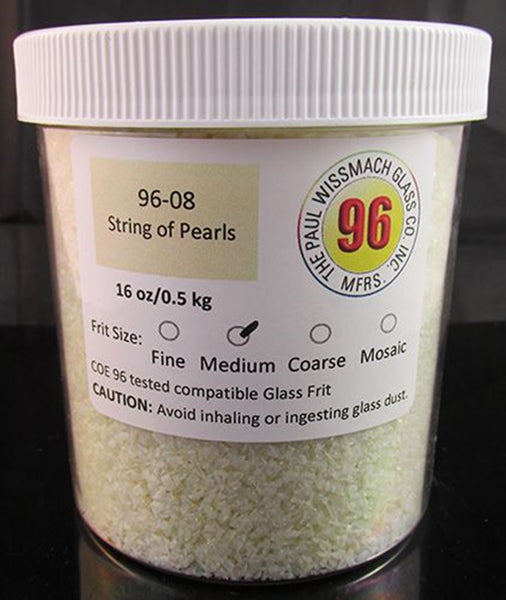 96-08
String of Pearls
THE PAUL WISSMACH GLASS CO. INC.
MFRS.
96
16 oz/0.5 kg
Frit Size:
Fine Medium Coarse Mosaic
COE 96 tested compatible Glass Frit
CAUTION: Avoid inhaling or ingesting glass dust.